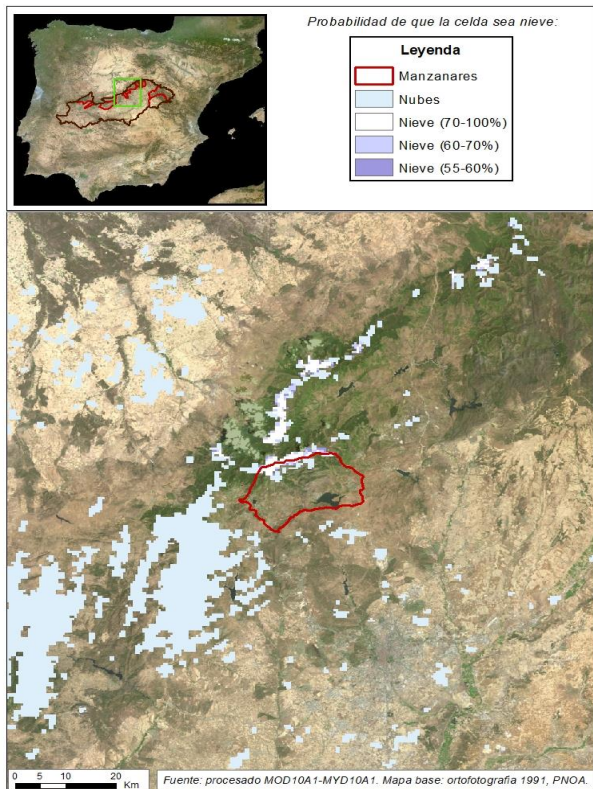 Probabilidad de que la celda sea nieve:
Leyenda
Manzanares
Nubes
Nieve (70-100%)
Nieve (60-70%)
Nieve (55-60%)
0 5 10 20
Km
Fuente: procesado MOD10A1-MYD10A1. Mapa base: ortofotografia 1991, PNOA.